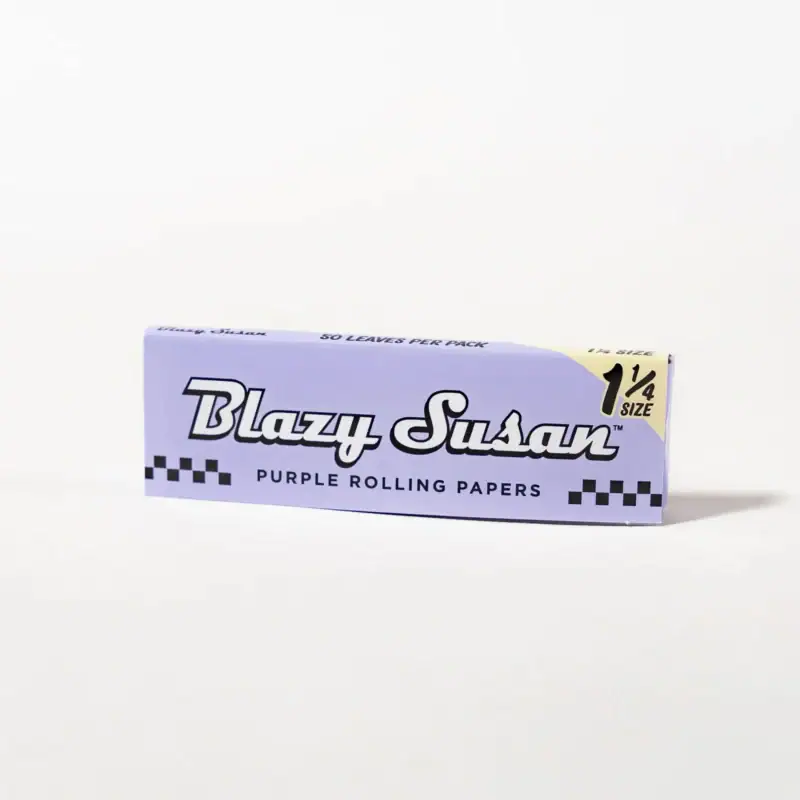 Blazy Susan
50 LEAVES PER PACK
1¼ SIZE
1¼
SIZE
Blazy Susan™
PURPLE ROLLING PAPERS